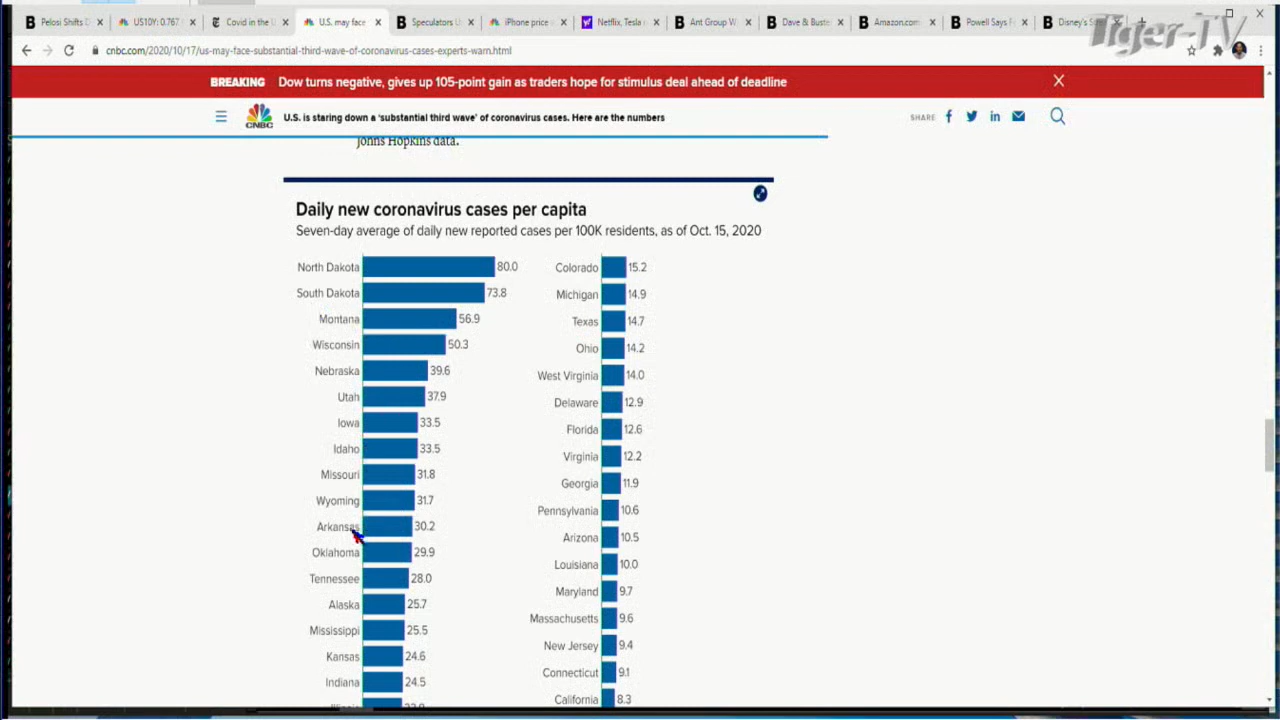 Pelosi Shifts D
US10Y: 0.767
Covid in the U
U.S. may face
Speculators U
iPhone price
Netflix, Tesla
Ant Group W
Dave & Buste
Amazon.com
Powell Says F
Disney's S
Tiger-TV
cnbc.com/2020/10/17/us-may-face-substantial-third-wave-of-coronavirus-cases-experts-warn.html
BREAKING Dow turns negative, gives up 105-point gain as traders hope for stimulus deal ahead of deadline
CNBC
U.S. is staring down a 'substantial third wave' of coronavirus cases. Here are the numbers
SHARE
Johns Hopkins data.
Daily new coronavirus cases per capita
Seven-day average of daily new reported cases per 100K residents, as of Oct. 15, 2020
North Dakota 80.0
South Dakota 73.8
Montana 56.9
Wisconsin 50.3
Nebraska 39.6
Utah 37.9
Iowa 33.5
Idaho 33.5
Missouri 31.8
Wyoming 31.7
Arkansas 30.2
Oklahoma 29.9
Tennessee 28.0
Alaska 25.7
Mississippi 25.5
Kansas 24.6
Indiana 24.5
Colorado 15.2
Michigan 14.9
Texas 14.7
Ohio 14.2
West Virginia 14.0
Delaware 12.9
Florida 12.6
Virginia 12.2
Georgia 11.9
Pennsylvania 10.6
Arizona 10.5
Louisiana 10.0
Maryland 9.7
Massachusetts 9.6
New Jersey 9.4
Connecticut 9.1
California 8.3